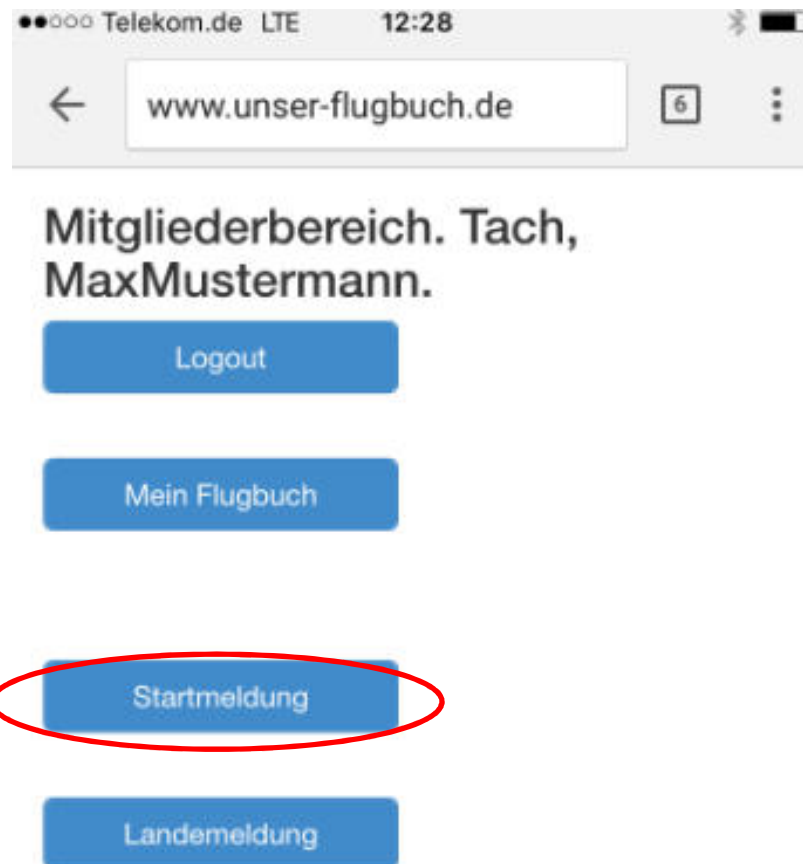 Telekom.de LTE 12:28
www.unser-flugbuch.de 6
Mitgliederbereich. Tach,
MaxMustermann.
Logout
Mein Flugbuch
Startmeldung
Landemeldung